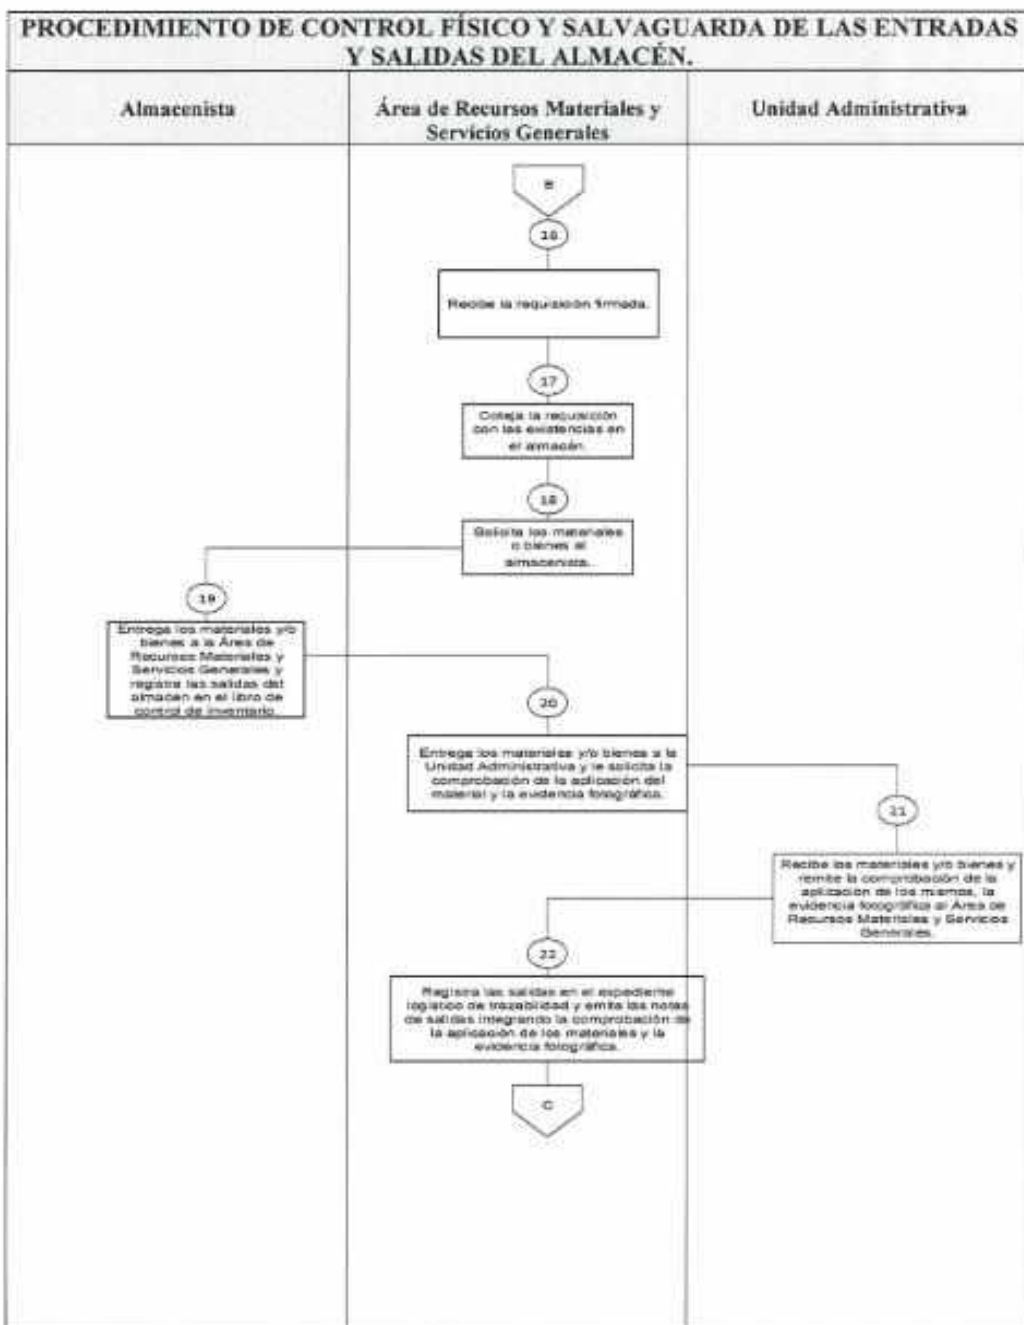 PROCEDIMIENTO DE CONTROL FÍSICO Y SALVAGUARDA DE LAS ENTRADAS
Y SALIDAS DEL ALMACÉN.
Almacenista
Área de Recursos Materiales y
Servicios Generales
Unidad Administrativa
B
16
Recibe la requisición firmada.
17
Coteja la requisición
con las existencias en
el almacén.
18
Solicita los materiales
o bienes al
almacenista.
19
Entrega los materiales y/o
bienes a la Área de
Recursos Materiales y
Servicios Generales y
registra las salidas del
almacen en el libro de
control de inventario.
20
Entrega los materiales y/o bienes a la
Unidad Administrativa y le solicita la
comprobación de la aplicación del
material y la evidencia fotográfica.
21
Recibe los materiales y/o bienes y
remite la comprobación de la
aplicación de los mismos, la
evidencia fotográfica al Área de
Recursos Materiales y Servicios
Generales.
22
Registra las salidas en el expediente
logístico de trazabilidad y emite las notas
de salidas integrando la comprobación de
la aplicación de los materiales y la
evidencia fotográfica.
C